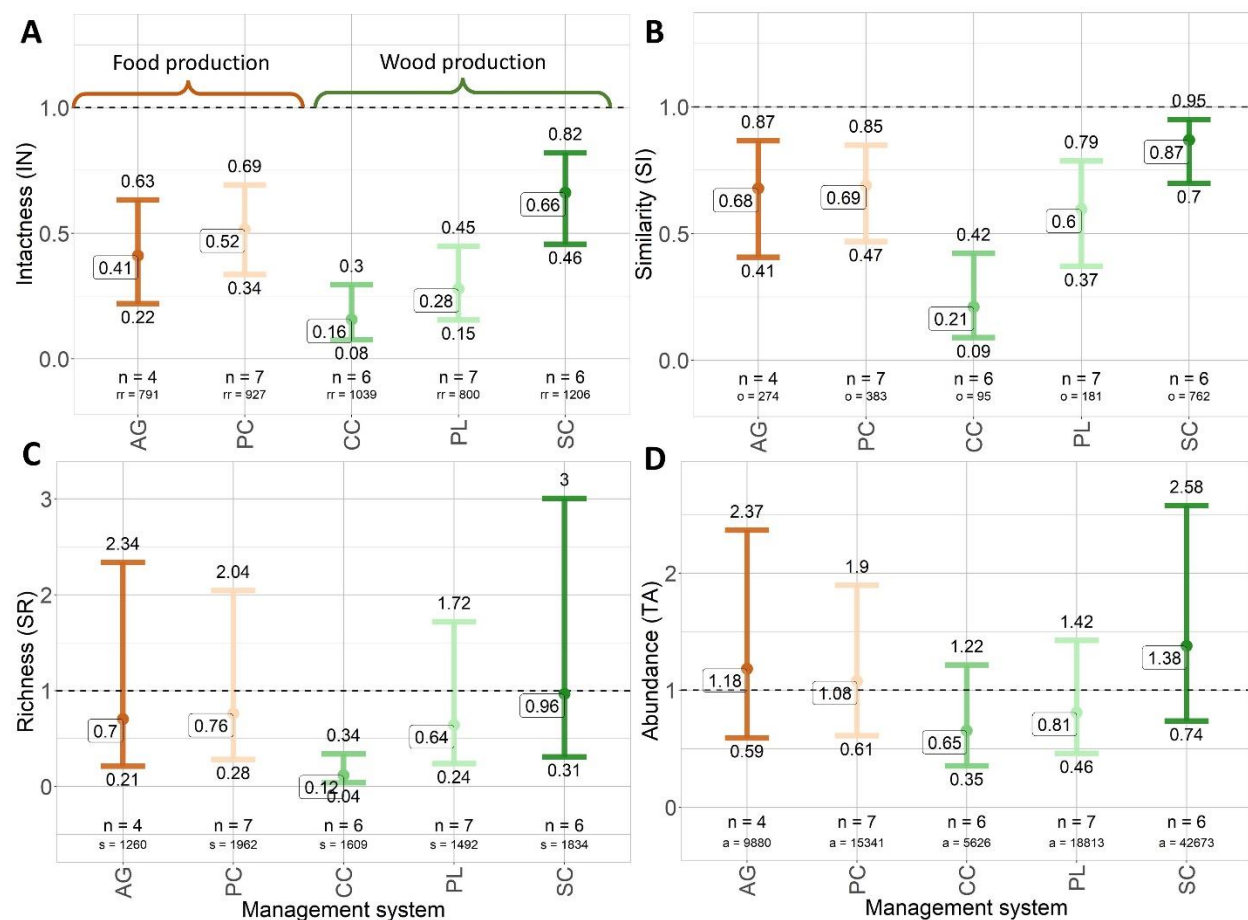 A
Food production
Wood production
Intactness (IN)
1.0
0.5
0.0
0.63
0.41
0.22
0.69
0.52
0.34
0.3
0.16
0.08
0.45
0.28
0.15
0.82
0.66
0.46
n = 4
n = 7
n = 6
n = 7
n = 6
rr = 791
rr = 927
rr = 1039
rr = 800
rr = 1206
AG
PC
CC
PL
SC
B
Similarity (SI)
1.0
0.5
0.0
0.87
0.68
0.41
0.85
0.69
0.47
0.42
0.21
0.09
0.79
0.6
0.37
0.95
0.87
0.7
n = 4
n = 7
n = 6
n = 7
n = 6
o = 274
o = 383
o = 95
o = 181
o = 762
AG
PC
CC
PL
SC
C
Richness (SR)
3
2
1
0
2.34
0.7
0.21
2.04
0.76
0.28
0.34
0.12
0.04
1.72
0.64
0.24
3
0.96
0.31
n = 4
n = 7
n = 6
n = 7
n = 6
s = 1260
s = 1962
s = 1609
s = 1492
s = 1834
AG
PC
CC
PL
SC
Management system
D
Abundance (TA)
2
1
0
2.37
1.18
0.59
1.9
1.08
0.61
1.22
0.65
0.35
1.42
0.81
0.46
2.58
1.38
0.74
n = 4
n = 7
n = 6
n = 7
n = 6
a = 9880
a = 15341
a = 5626
a = 18813
a = 42673
AG
PC
CC
PL
SC
Management system